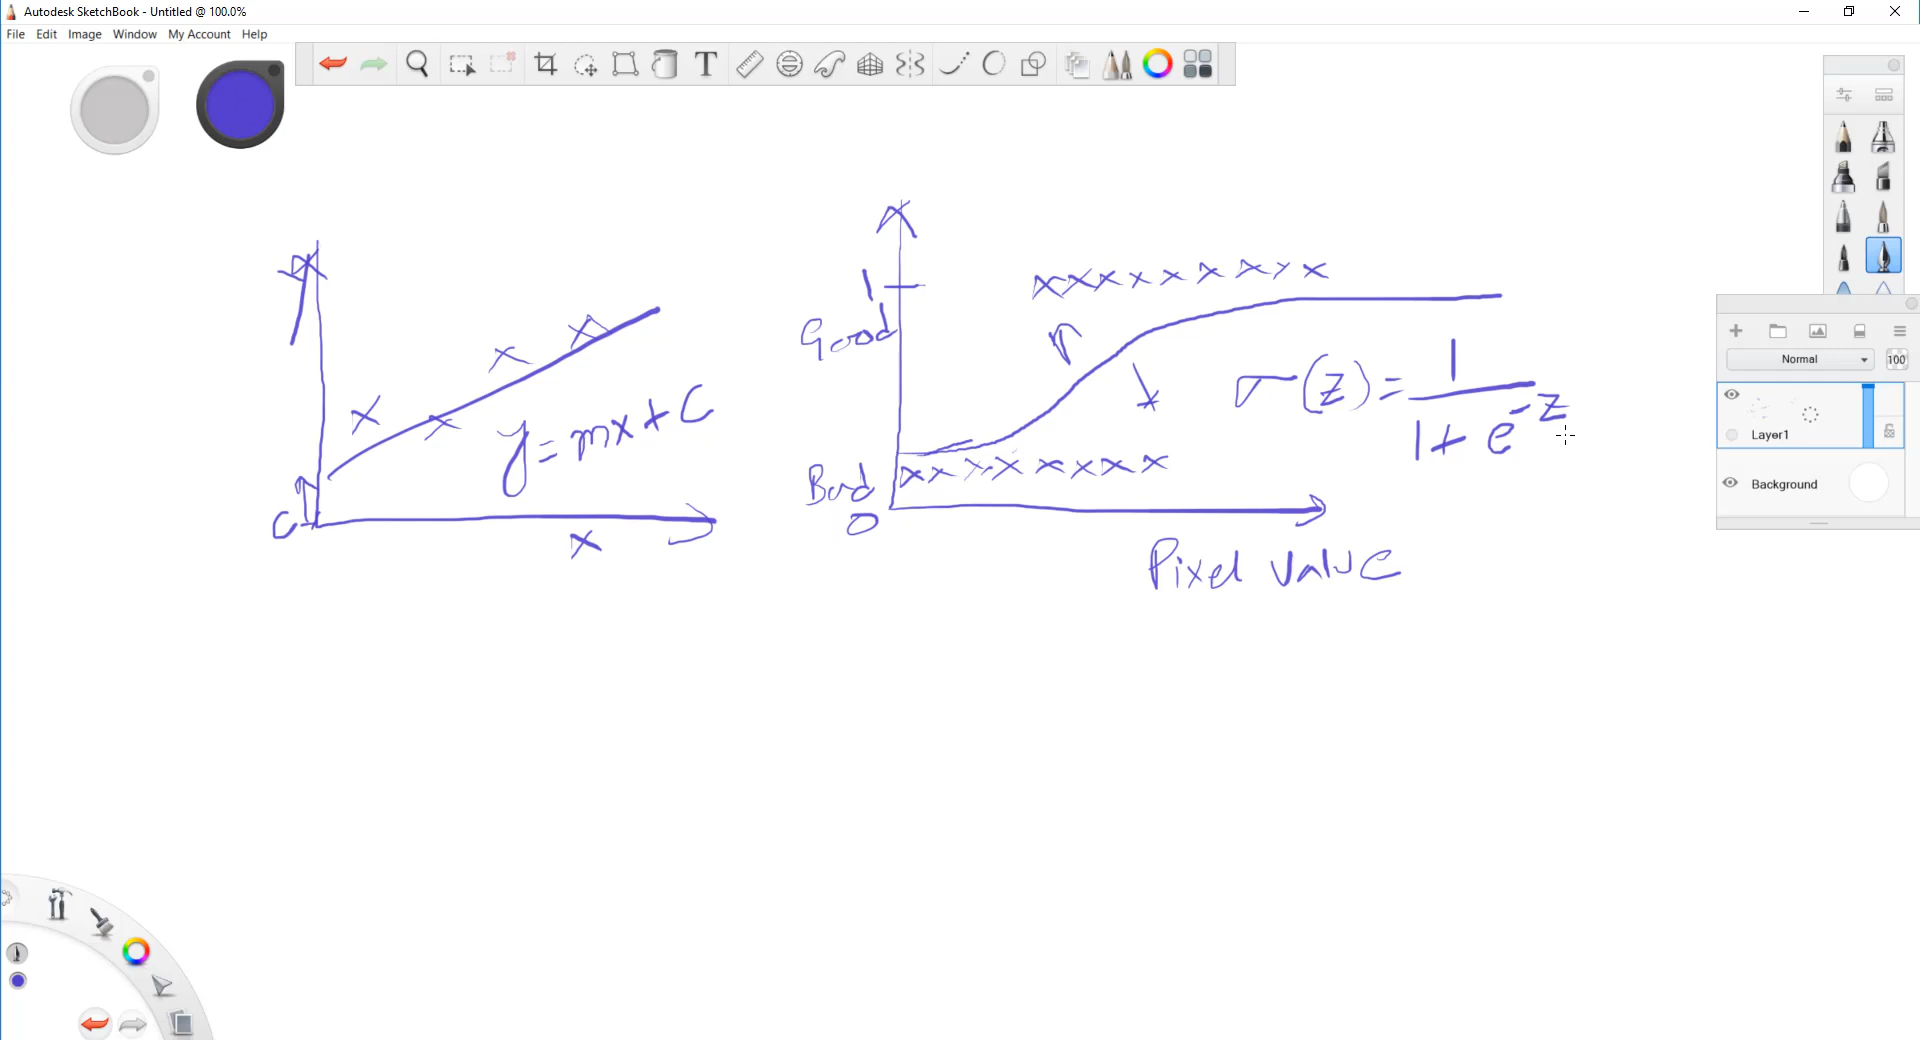 Autodesk SketchBook - Untitled @ 100.0%
File Edit Image Window My Account Help
T
y = mx + c
c
x
1
Good
Bad
0
σ(z) = 1
1 + e^-z
Pixel value
Normal
100
Layer1
Background